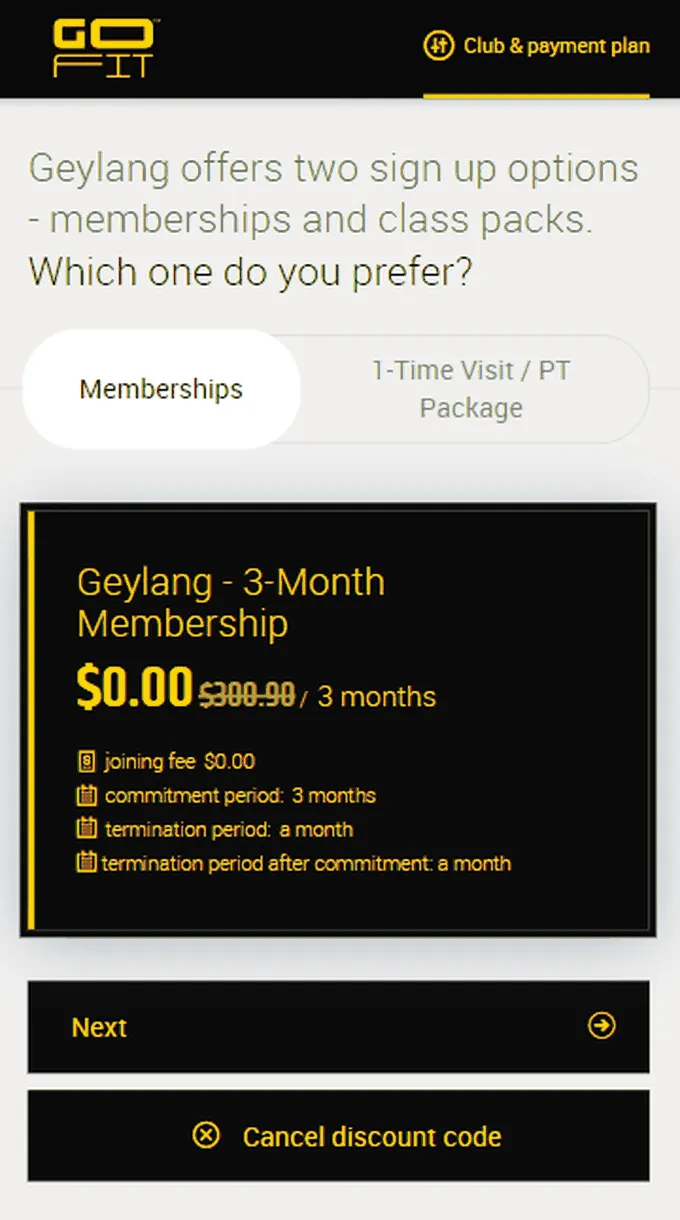 GO FIT™
Club & payment plan
Geylang offers two sign up options
- memberships and class packs.
Which one do you prefer?
Memberships
1-Time Visit / PT
Package
Geylang - 3-Month
Membership
$0.00 $300.90 / 3 months
joining fee $0.00
commitment period: 3 months
termination period: a month
termination period after commitment: a month
Next
Cancel discount code